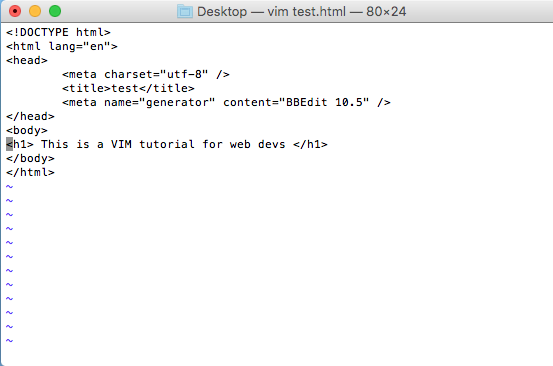 Desktop — vim test.html — 80×24
<!DOCTYPE html>
<html lang="en">
<head>
        <meta charset="utf-8" />
        <title>test</title>
        <meta name="generator" content="BBEdit 10.5" />
</head>
<body>
<h1> This is a VIM tutorial for web devs </h1>
</body>
</html>
~
~
~
~
~
~
~
~
~
~
~
~